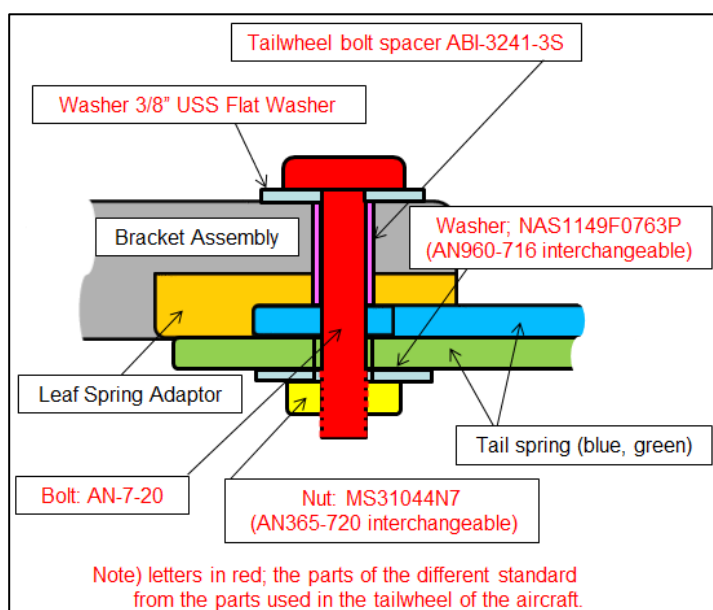 Tailwheel bolt spacer ABI-3241-3S
Washer 3/8” USS Flat Washer
Bracket Assembly
Washer; NAS1149F0763P
(AN960-716 interchangeable)
Leaf Spring Adaptor
Tail spring (blue, green)
Bolt: AN-7-20
Nut: MS31044N7
(AN365-720 interchangeable)
Note) letters in red; the parts of the different standard
from the parts used in the tailwheel of the aircraft.